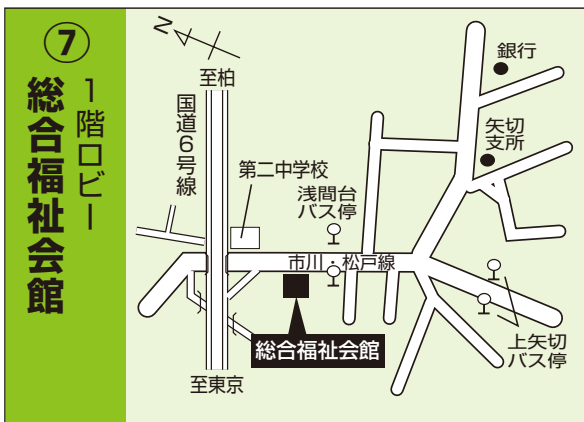 ⑦
1階ロビー
総合福祉会館
N
至柏
国道6号線
第二中学校
浅間台
バス停
銀行
矢切
支所
市川・松戸線
総合福祉会館
上矢切
バス停
至東京